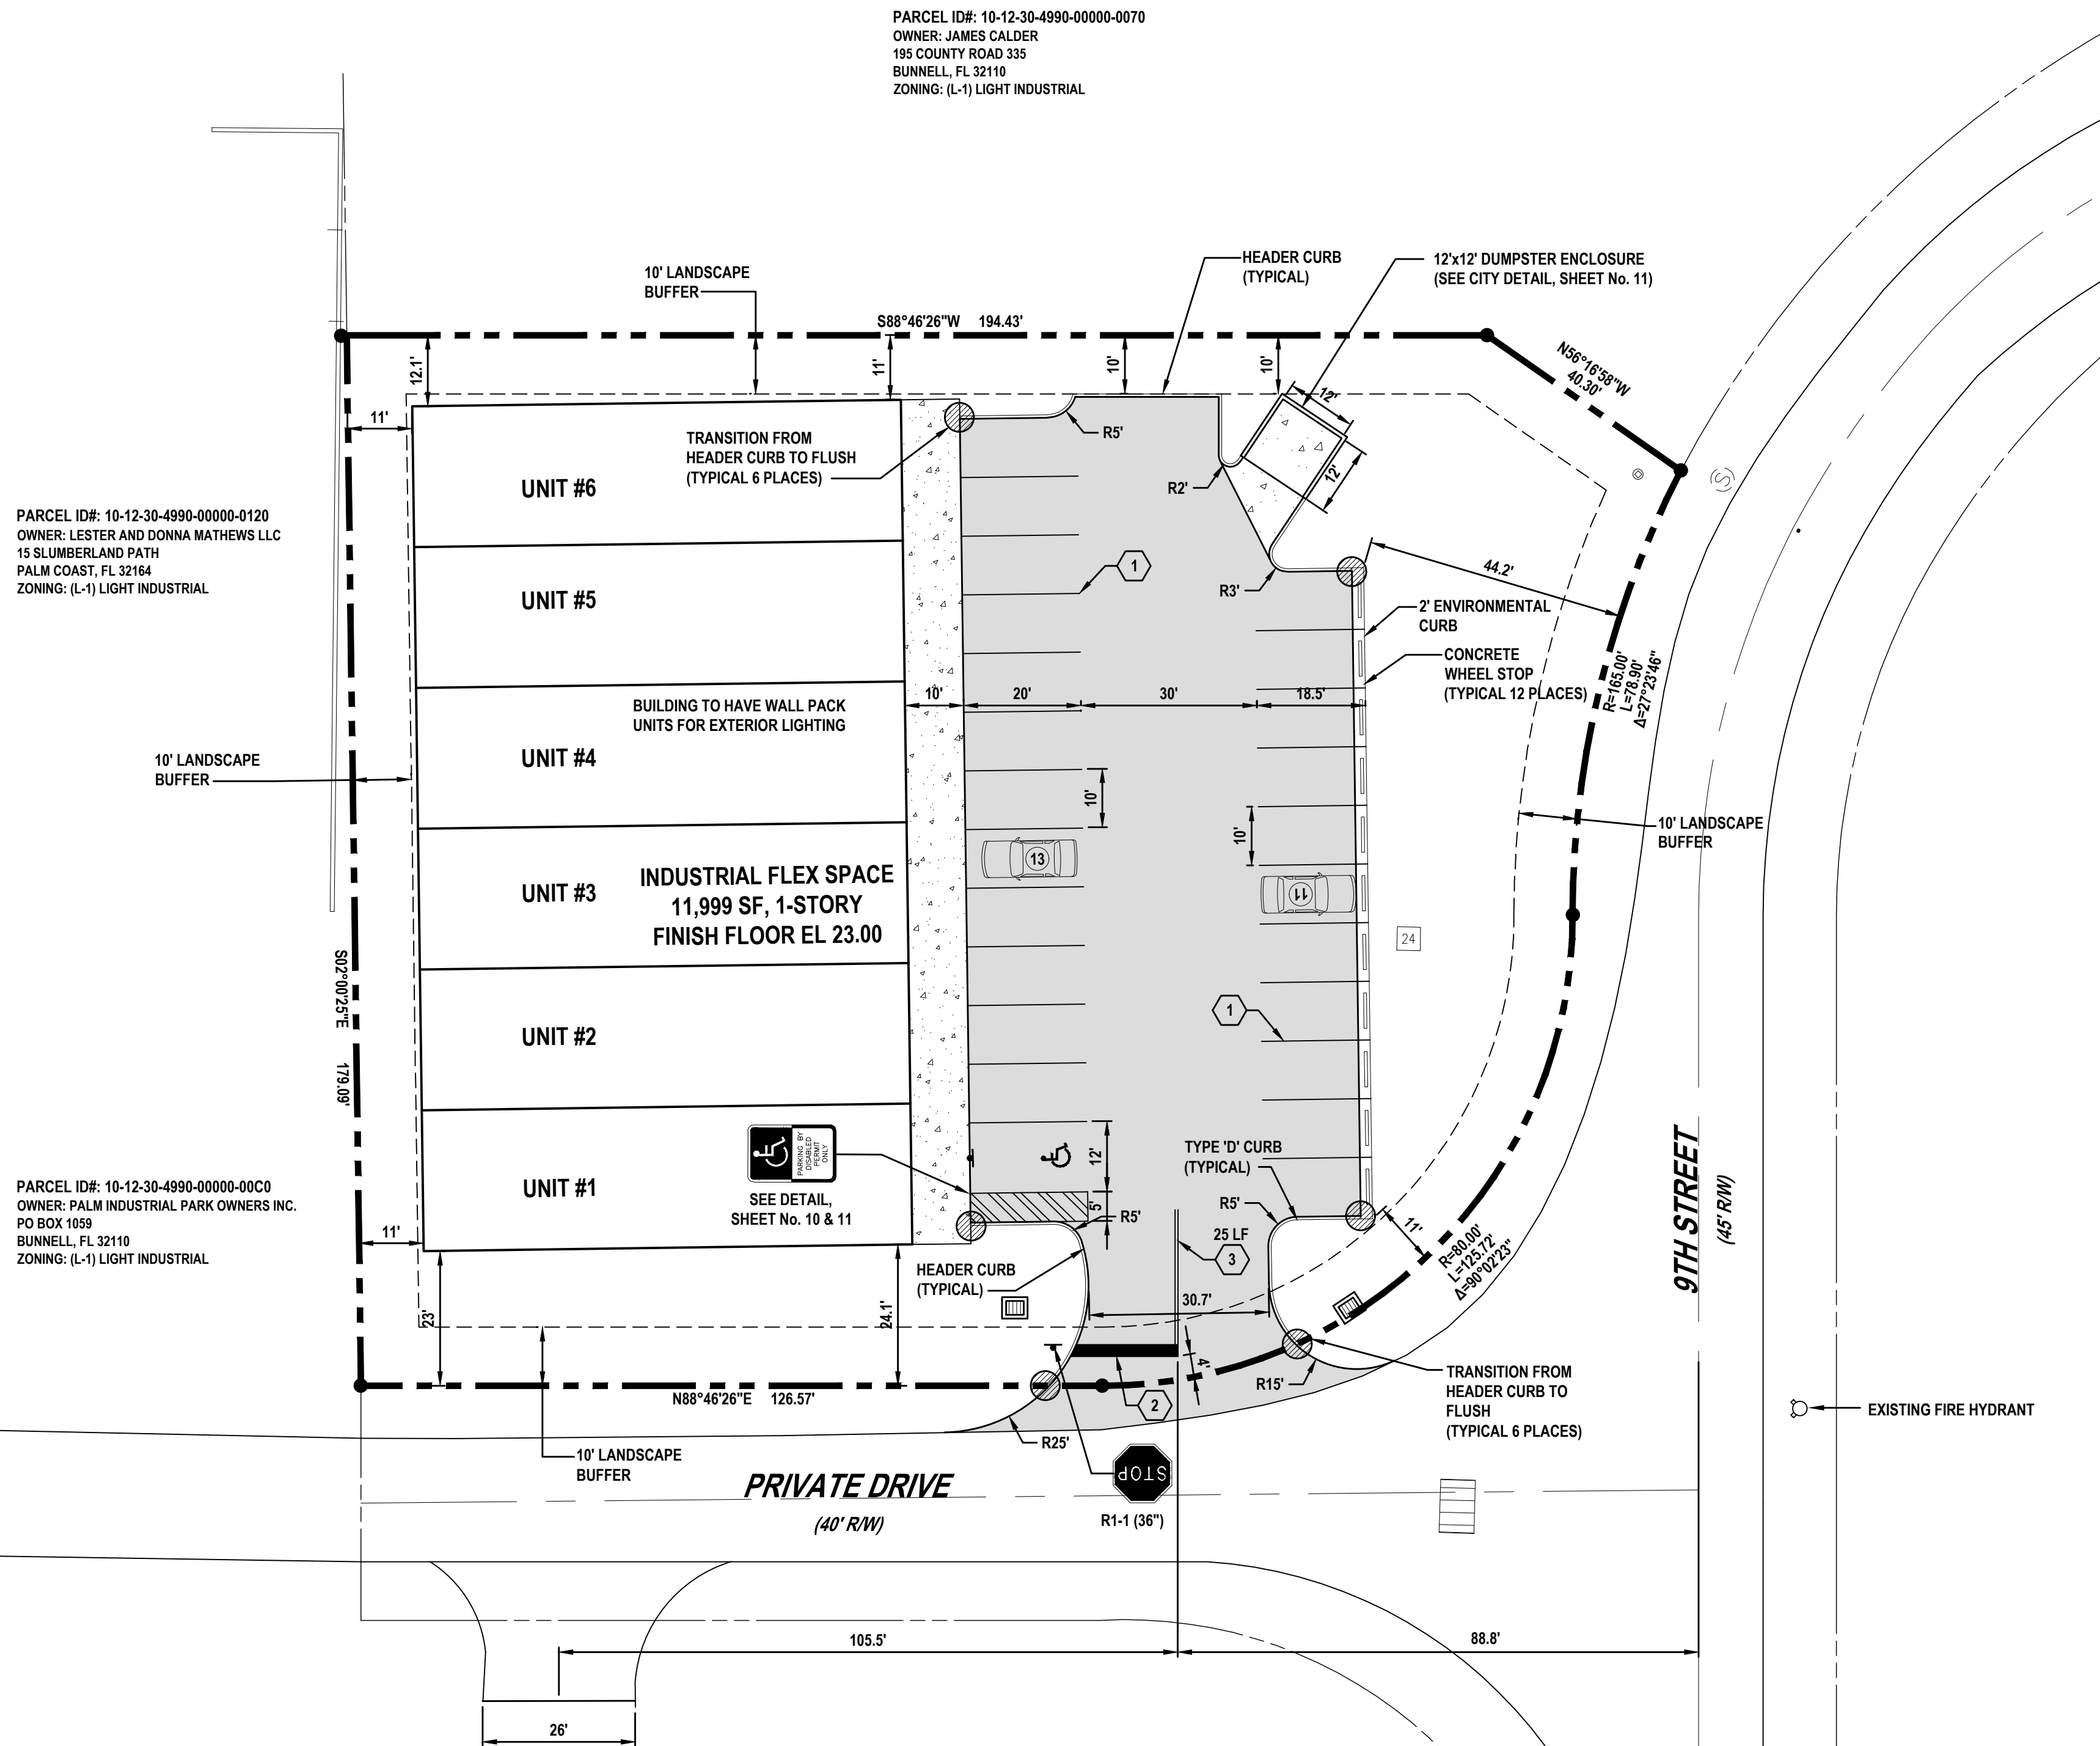 PARCEL ID#: 10-12-30-4990-00000-0070
OWNER: JAMES CALDER
195 COUNTY ROAD 335
BUNNELL, FL 32110
ZONING: (L-1) LIGHT INDUSTRIAL
10' LANDSCAPE
BUFFER
HEADER CURB
(TYPICAL)
12'x12' DUMPSTER ENCLOSURE
(SEE CITY DETAIL, SHEET No. 11)
S88°46'26"W 194.43'
N56°16'58"W
40.30'
12.1'
11'
10'
10'
12'
12'
11'
TRANSITION FROM
HEADER CURB TO FLUSH
(TYPICAL 6 PLACES)
R5'
R2'
UNIT #6
(S)
PARCEL ID#: 10-12-30-4990-00000-0120
OWNER: LESTER AND DONNA MATHEWS LLC
15 SLUMBERLAND PATH
PALM COAST, FL 32164
ZONING: (L-1) LIGHT INDUSTRIAL
1
R3'
44.2'
UNIT #5
2' ENVIRONMENTAL
CURB
CONCRETE
WHEEL STOP
(TYPICAL 12 PLACES)
R=165.00'
L=78.90'
Δ=27°23'46"
10'
20'
30'
18.5'
BUILDING TO HAVE WALL PACK
UNITS FOR EXTERIOR LIGHTING
UNIT #4
10' LANDSCAPE
BUFFER
10'
10'
10' LANDSCAPE
BUFFER
13
11
UNIT #3
INDUSTRIAL FLEX SPACE
11,999 SF, 1-STORY
FINISH FLOOR EL 23.00
24
S02°00'25"E 179.09'
1
UNIT #2
PARKING BY
DISABLED
PERMIT
ONLY
12'
TYPE 'D' CURB
(TYPICAL)
UNIT #1
SEE DETAIL,
SHEET No. 10 & 11
5'
R5'
R5'
11'
PARCEL ID#: 10-12-30-4990-00000-00C0
OWNER: PALM INDUSTRIAL PARK OWNERS INC.
PO BOX 1059
BUNNELL, FL 32110
ZONING: (L-1) LIGHT INDUSTRIAL
11'
25 LF
3
R=80.00'
L=125.72'
Δ=90°02'23"
9TH STREET
(45' R/W)
HEADER CURB
(TYPICAL)
23'
24.1'
30.7'
4'
R15'
N88°46'26"E 126.57'
2
TRANSITION FROM
HEADER CURB TO
FLUSH
(TYPICAL 6 PLACES)
EXISTING FIRE HYDRANT
R25'
10' LANDSCAPE
BUFFER
STOP
R1-1 (36")
PRIVATE DRIVE
(40' R/W)
105.5'
88.8'
26'